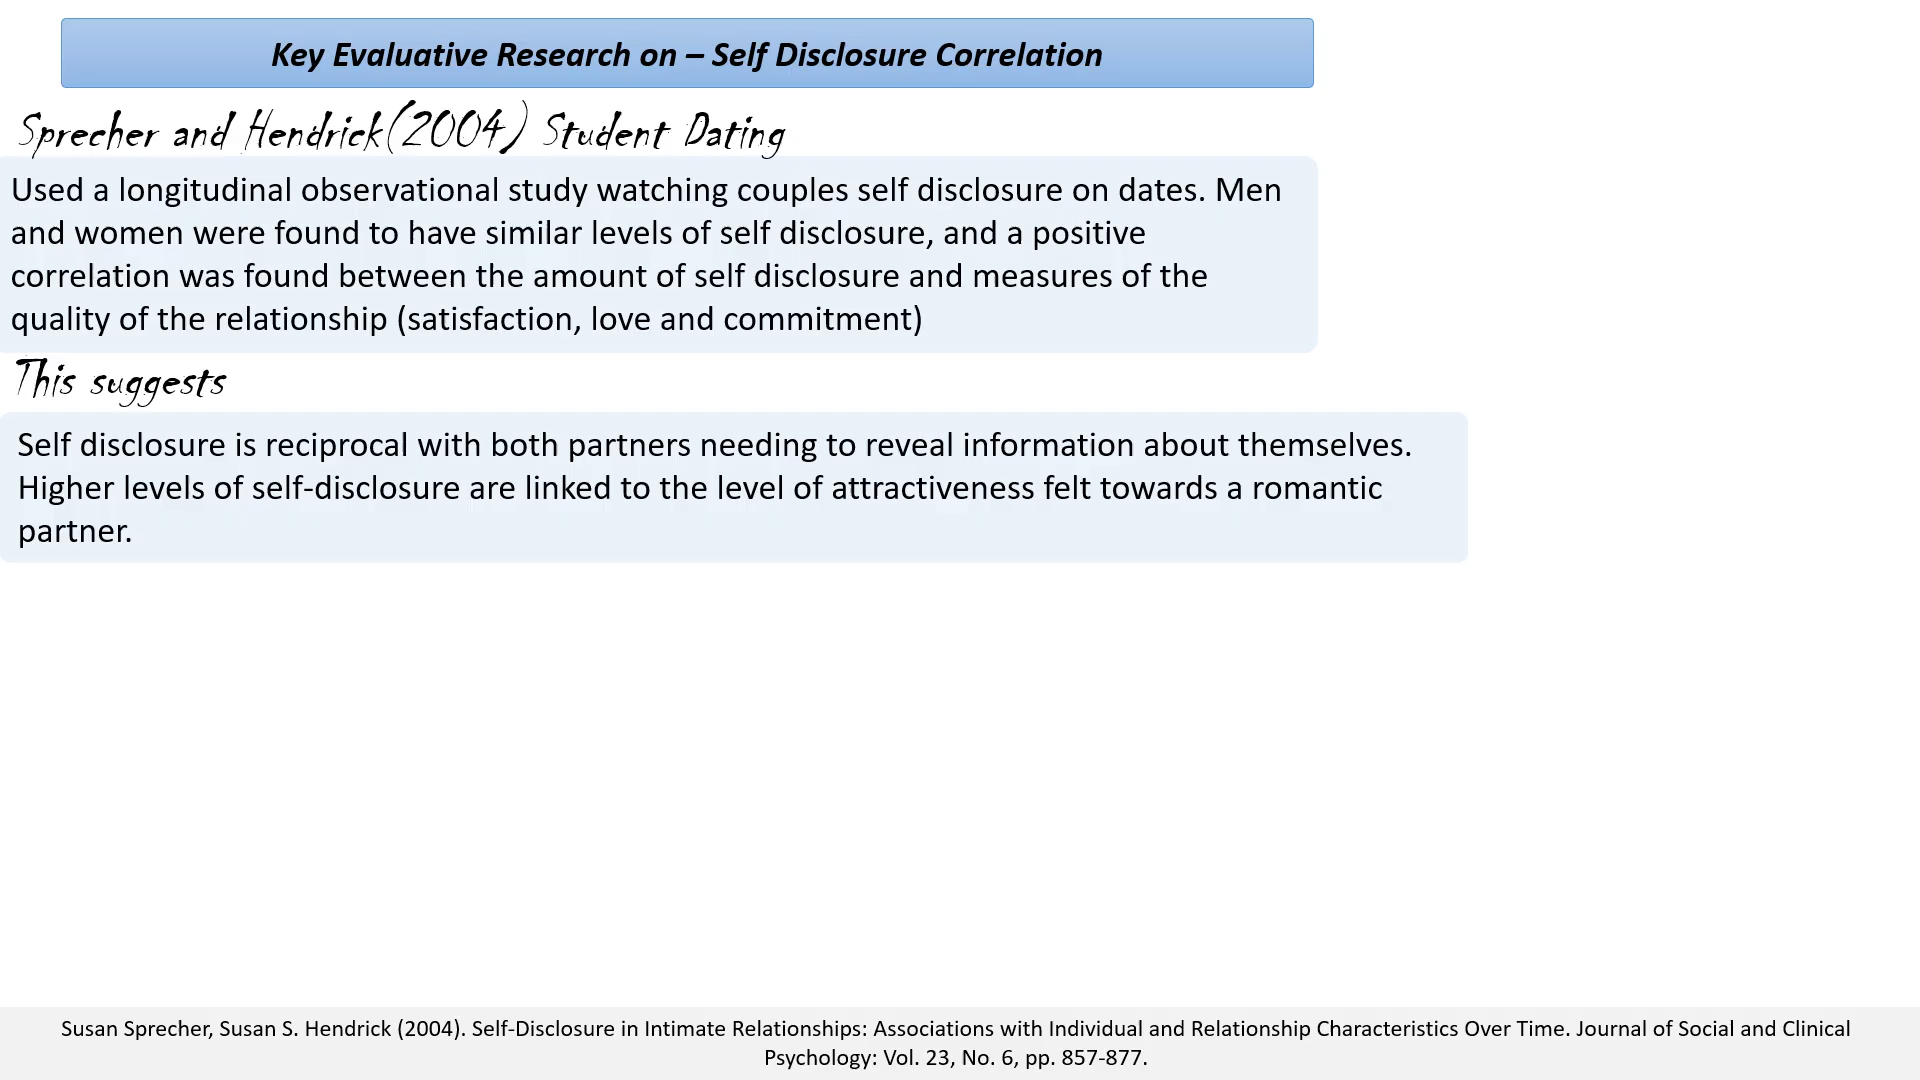 Key Evaluative Research on – Self Disclosure Correlation
Sprecher and Hendrick(2004) Student Dating
Used a longitudinal observational study watching couples self disclosure on dates. Men
and women were found to have similar levels of self disclosure, and a positive
correlation was found between the amount of self disclosure and measures of the
quality of the relationship (satisfaction, love and commitment)
This suggests
Self disclosure is reciprocal with both partners needing to reveal information about themselves.
Higher levels of self-disclosure are linked to the level of attractiveness felt towards a romantic
partner.
Susan Sprecher, Susan S. Hendrick (2004). Self-Disclosure in Intimate Relationships: Associations with Individual and Relationship Characteristics Over Time. Journal of Social and Clinical
Psychology: Vol. 23, No. 6, pp. 857-877.